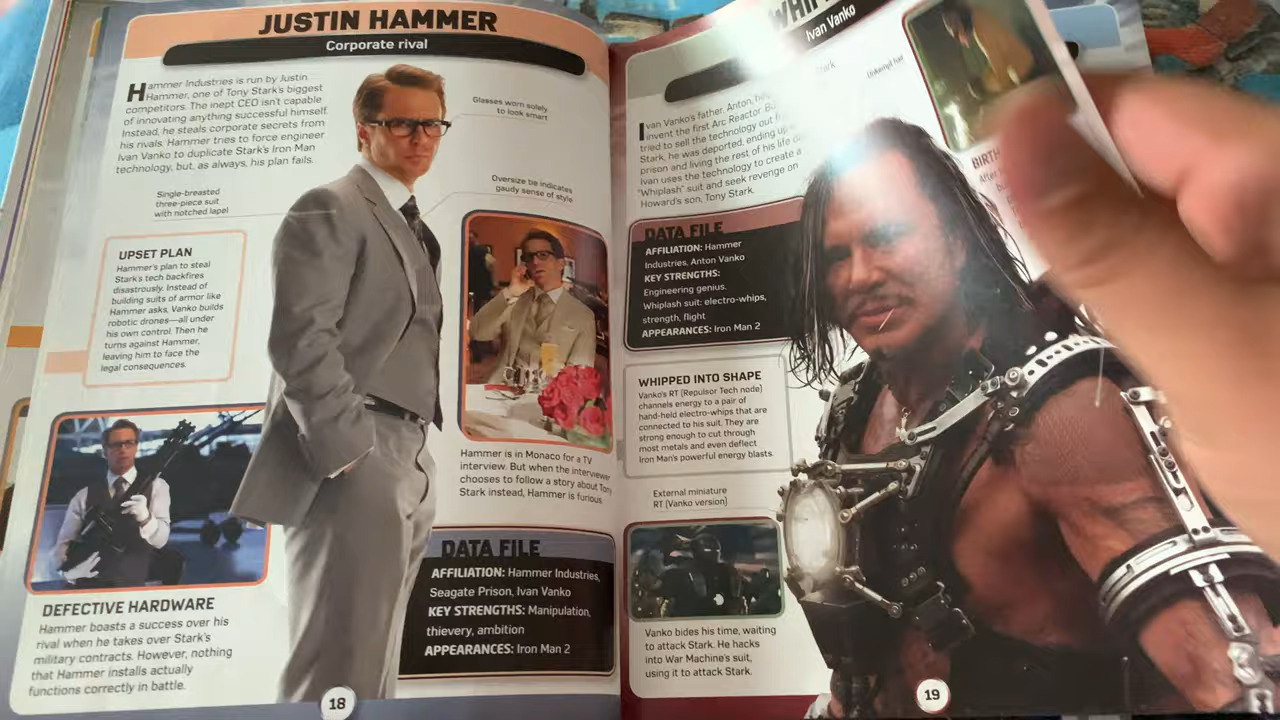 JUSTIN HAMMER
Corporate rival
Hammer Industries is run by Justin
Hammer, one of Tony Stark's biggest
competitors. The inept CEO isn't capable
of innovating anything successful himself.
Instead, he steals corporate secrets from
his rivals. Hammer tries to force engineer
Ivan Vanko to duplicate Stark's Iron Man
technology, but, as always, his plan fails.
Glasses worn solely
to look smart
Single-breasted
three-piece suit
with notched lapel
Oversize tie indicates
gaudy sense of style
UPSET PLAN
Hammer's plan to steal
Stark's tech backfires
disastrously. Instead of
building suits of armor like
Hammer asks, Vanko builds
robotic drones—all under
his own control. Then he
turns against Hammer,
leaving him to face the
legal consequences.
Hammer is in Monaco for a TV
interview. But when the interviewer
chooses to follow a story about Tony
Stark instead, Hammer is furious.
DEFECTIVE HARDWARE
Hammer boasts a success over his
rival when he takes over Stark's
military contracts. However, nothing
that Hammer installs actually
functions correctly in battle.
DATA FILE
AFFILIATION: Hammer Industries,
Seagate Prison, Ivan Vanko
KEY STRENGTHS: Manipulation,
thievery, ambition
APPEARANCES: Iron Man 2
18
WHIP
Ivan Vanko
Ivan Vanko's father, Anton,
invent the first Arc Reactor.
tried to sell the technology out
Stark, he was deported, ending up
prison and living the rest of his life
Ivan uses the technology to create a
"Whiplash" suit and seek revenge on
Howard's son, Tony Stark.
Unkempt hair
BIRTH
DATA FILE
AFFILIATION: Hammer
Industries, Anton Vanko
KEY STRENGTHS:
Engineering genius.
Whiplash suit: electro-whips,
strength, flight
APPEARANCES: Iron Man 2
WHIPPED INTO SHAPE
Vanko's RT (Repulsor Tech node)
channels energy to a pair of
hand-held electro-whips that are
connected to his suit. They are
strong enough to cut through
most metals and even deflect
Iron Man's powerful energy blasts.
External miniature
RT (Vanko version)
Vanko bides his time, waiting
to attack Stark. He hacks
into War Machine's suit,
using it to attack Stark.
19